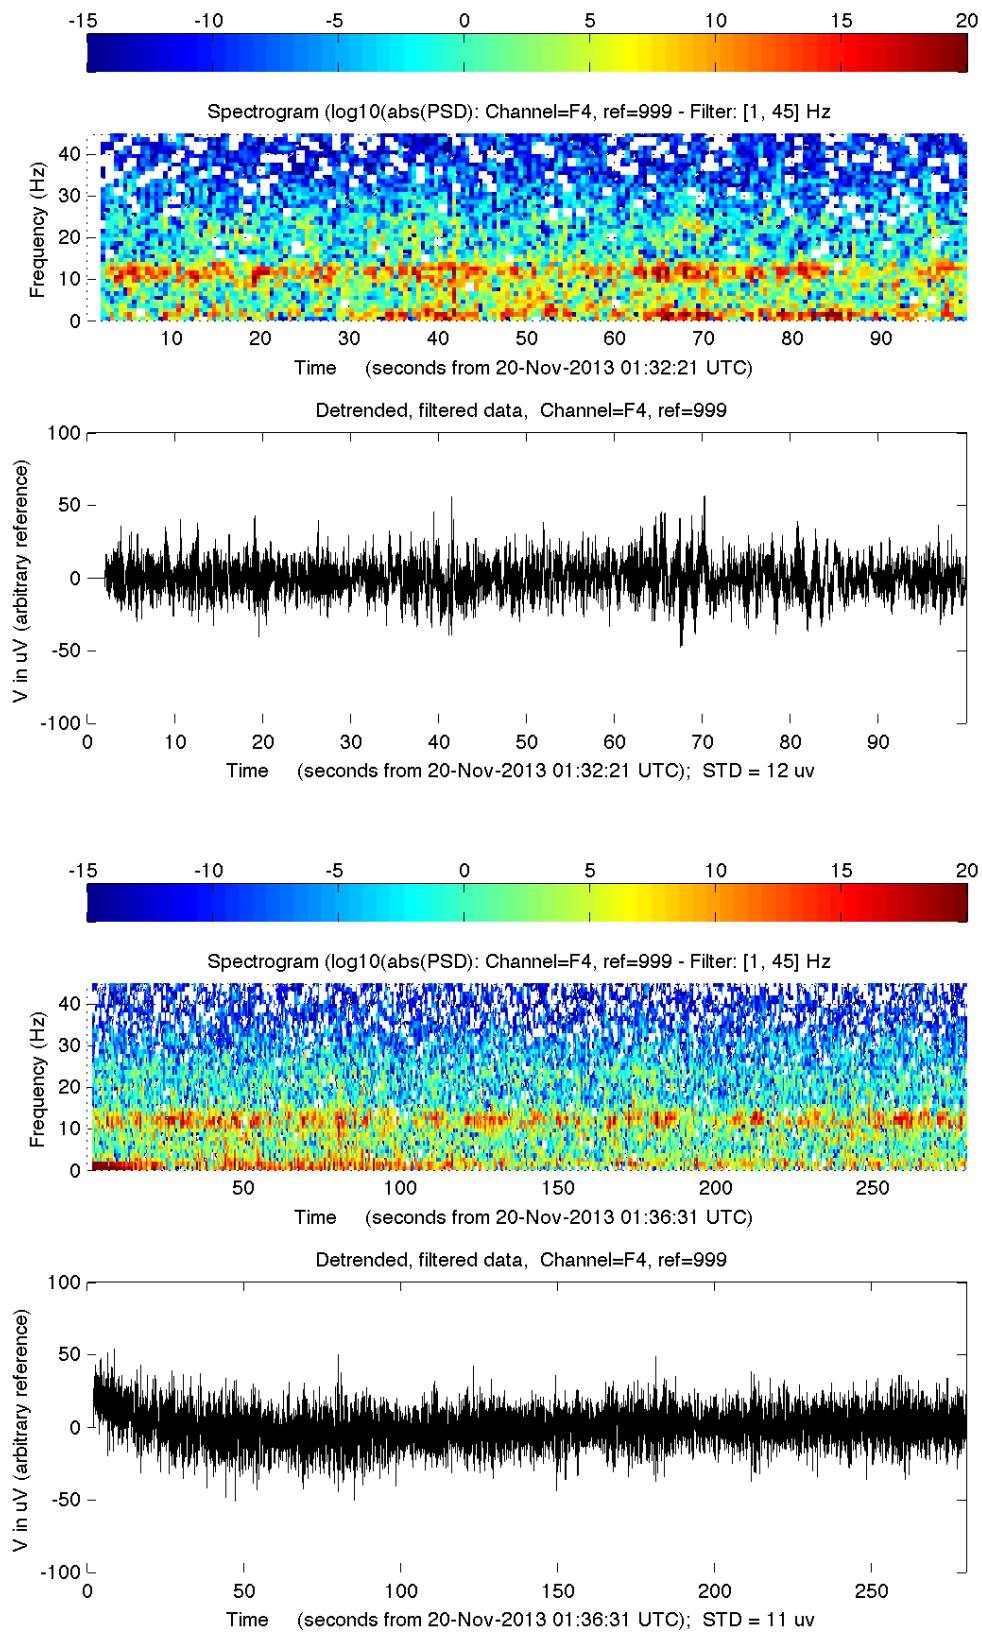 -15 -10 -5 0 5 10 15 20
Spectrogram (log10(abs(PSD): Channel=F4, ref=999 - Filter: [1, 45] Hz
Frequency (Hz)
40
30
20
10
0
10 20 30 40 50 60 70 80 90
Time (seconds from 20-Nov-2013 01:32:21 UTC)
Detrended, filtered data, Channel=F4, ref=999
V in uV (arbitrary reference)
100
50
0
-50
-100
0 10 20 30 40 50 60 70 80 90
Time (seconds from 20-Nov-2013 01:32:21 UTC); STD = 12 uv
-15 -10 -5 0 5 10 15 20
Spectrogram (log10(abs(PSD): Channel=F4, ref=999 - Filter: [1, 45] Hz
Frequency (Hz)
40
30
20
10
0
50 100 150 200 250
Time (seconds from 20-Nov-2013 01:36:31 UTC)
Detrended, filtered data, Channel=F4, ref=999
V in uV (arbitrary reference)
100
50
0
-50
-100
0 50 100 150 200 250
Time (seconds from 20-Nov-2013 01:36:31 UTC); STD = 11 uv